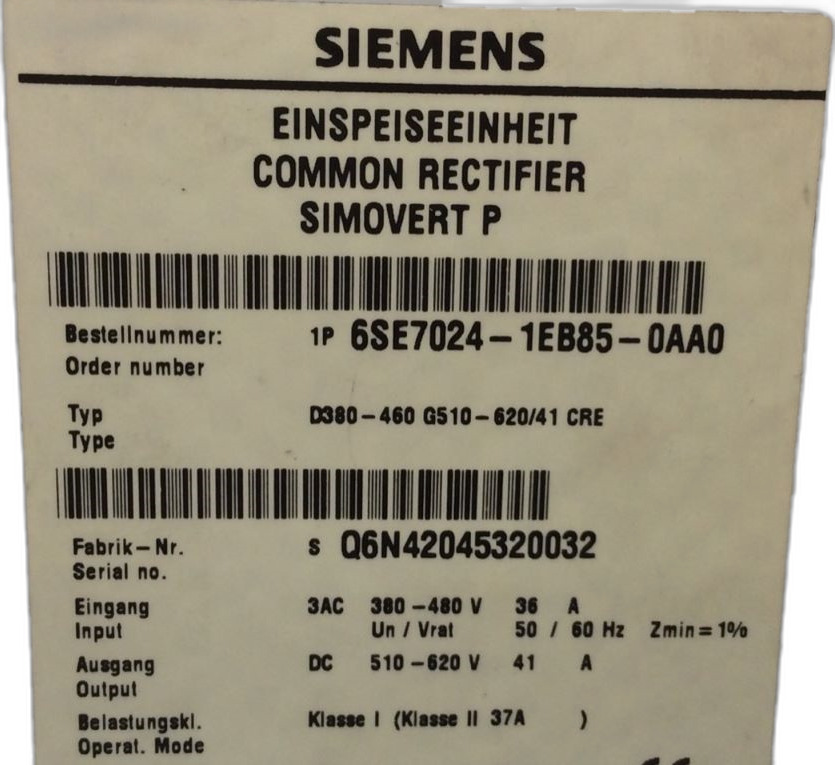 SIEMENS
EINSPEISEEINHEIT
COMMON RECTIFIER
SIMOVERT P
Bestellnummer: 1P 6SE7024-1EB85-0AA0
Order number
Typ D380-460 G510-620/41 CRE
Type
Fabrik-Nr. S Q6N42045320032
Serial no.
Eingang 3AC 380-480 V 36 A
Input Un / Vrat 50 / 60 Hz Zmin=1%
Ausgang DC 510-620 V 41 A
Output
Belastungskl. Klasse I (Klasse II 37A )
Operat. Mode